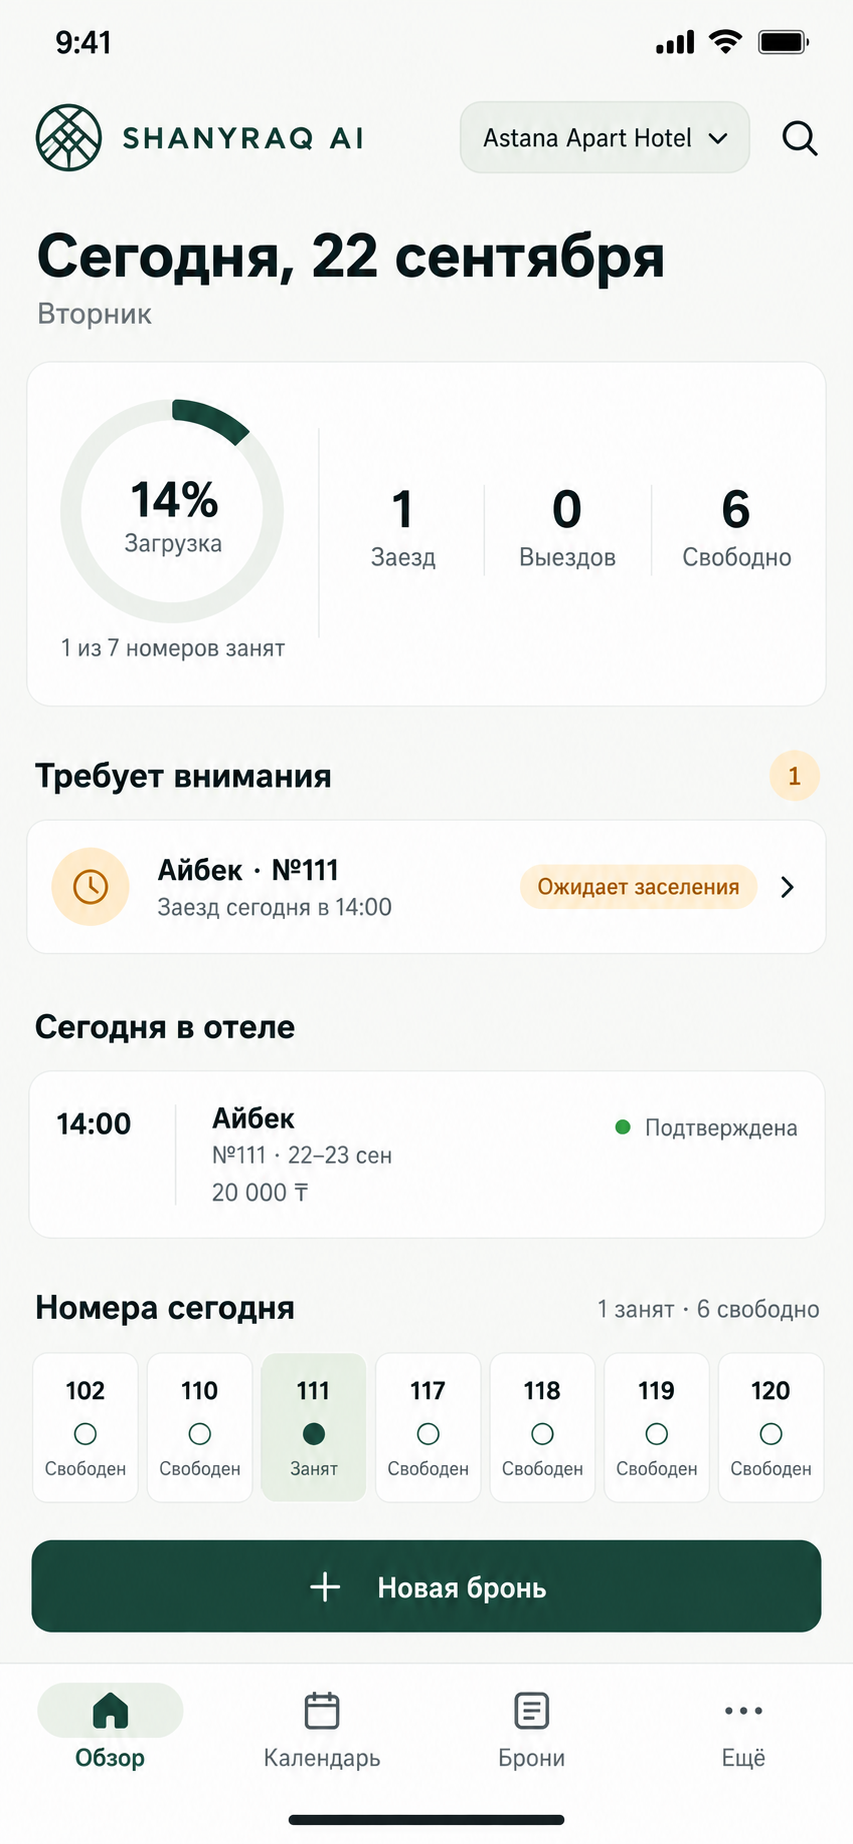 9:41
SHANYRAQ AI
Astana Apart Hotel
Сегодня, 22 сентября
Вторник
14%
Загрузка
1 из 7 номеров занят
1
Заезд
0
Выездов
6
Свободно
Требует внимания
1
Айбек · №111
Заезд сегодня в 14:00
Ожидает заселения
Сегодня в отеле
14:00
Айбек
№111 · 22–23 сен
20 000 ₸
Подтверждена
Номера сегодня
1 занят · 6 свободно
102
Свободен
110
Свободен
111
Занят
117
Свободен
118
Свободен
119
Свободен
120
Свободен
Новая бронь
Обзор
Календарь
Брони
Ещё